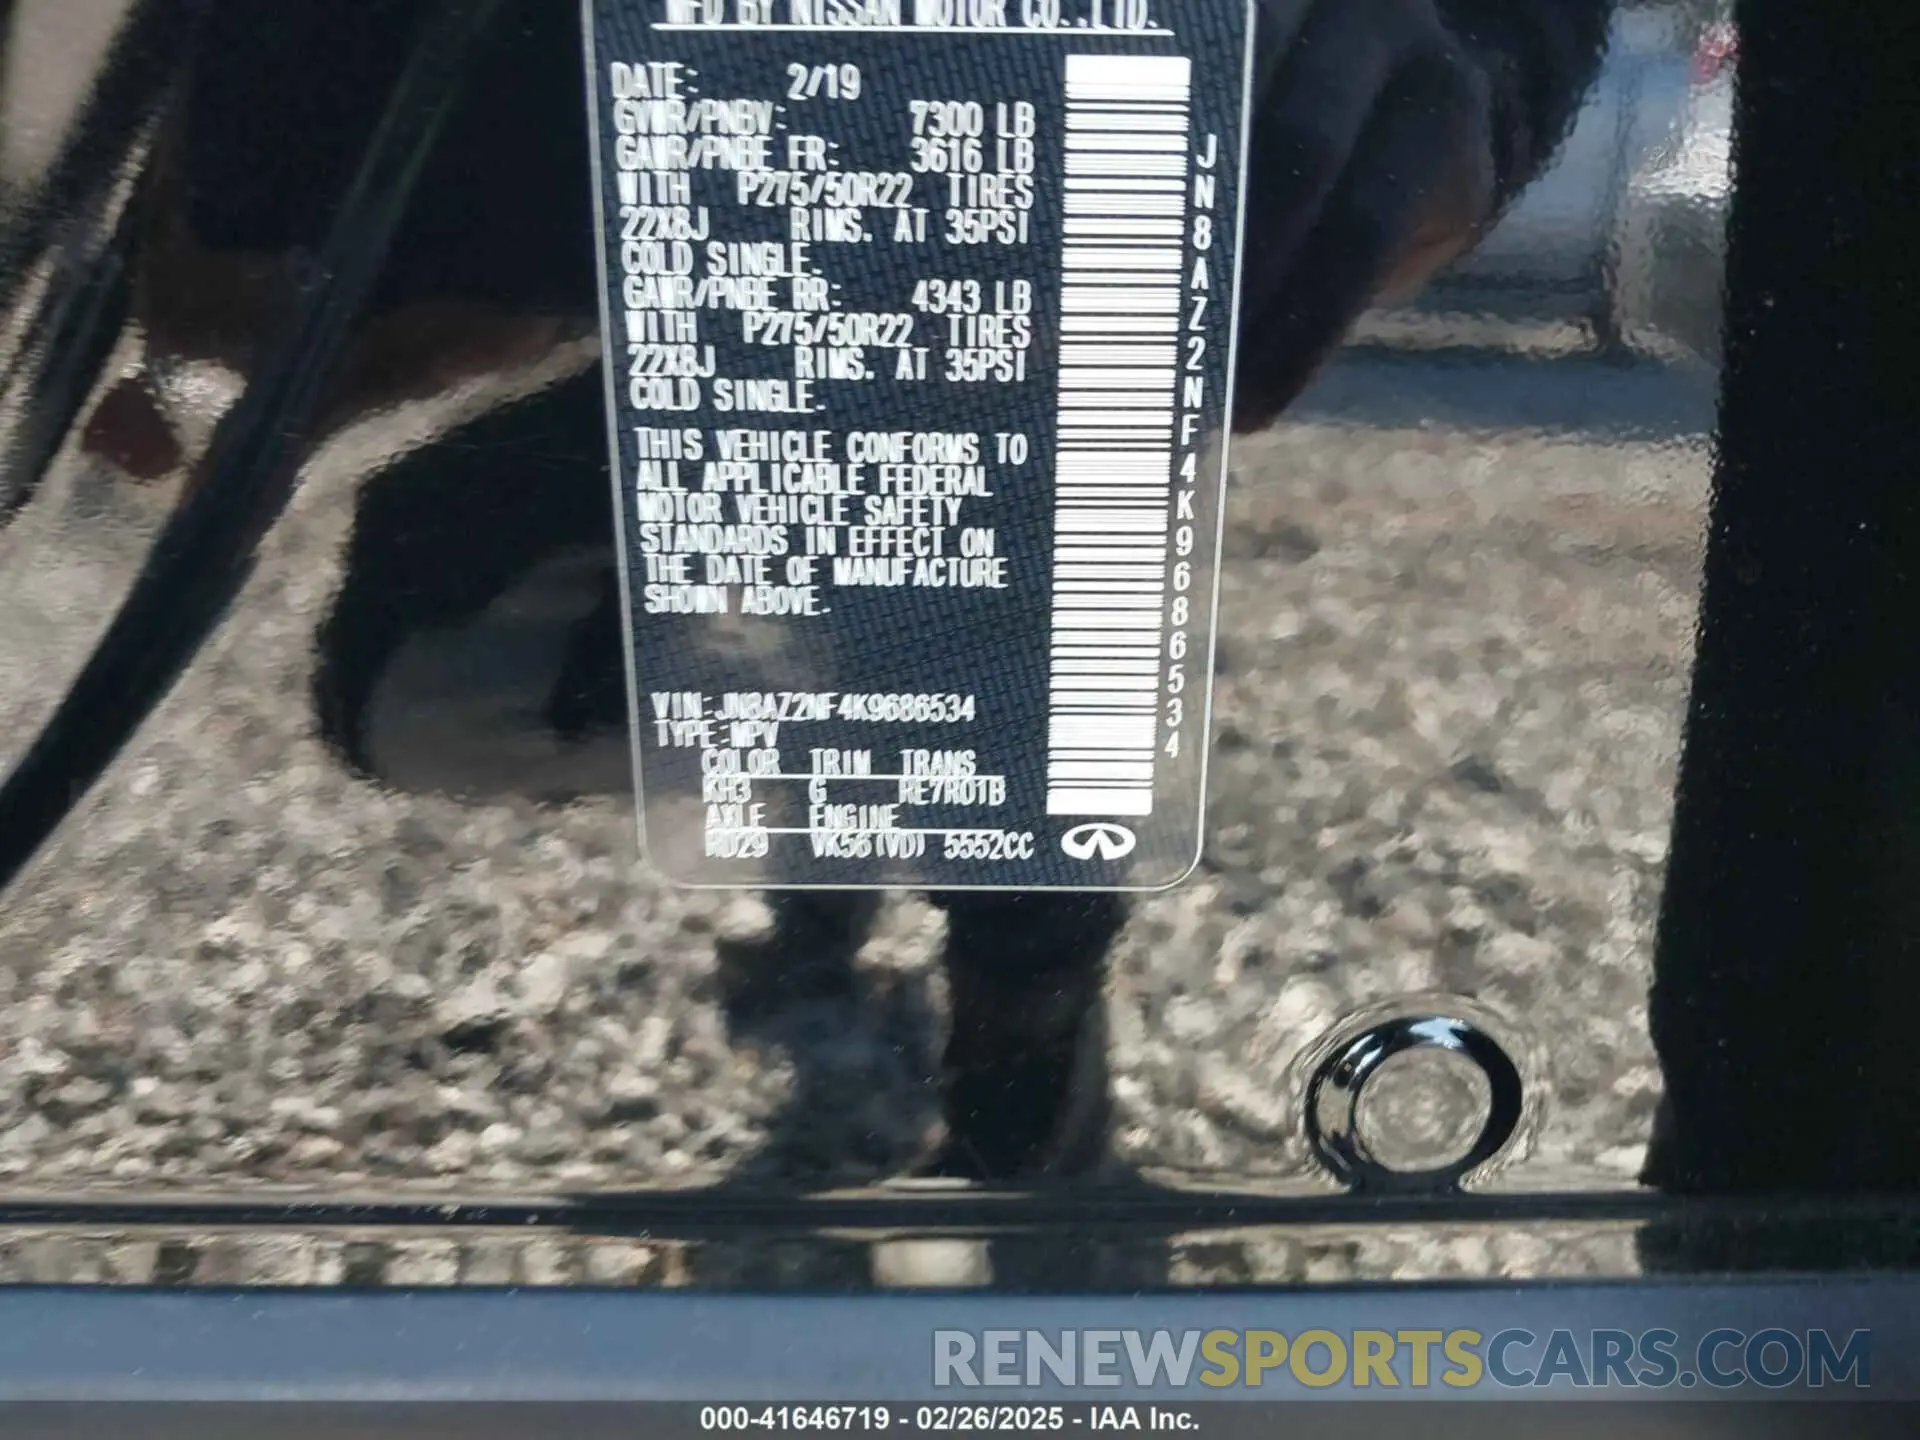 MFD BY NISSAN MOTOR CO.,LTD.
DATE: 2/19
GVWR/PNBV: 7300 LB
GAWR/PNBE FR: 3616 LB
WITH P275/50R22 TIRES
22X8J RIMS. AT 35PSI
COLD SINGLE.
GAWR/PNBE RR: 4343 LB
WITH P275/50R22 TIRES
22X8J RIMS. AT 35PSI
COLD SINGLE.
THIS VEHICLE CONFORMS TO
ALL APPLICABLE FEDERAL
MOTOR VEHICLE SAFETY
STANDARDS IN EFFECT ON
THE DATE OF MANUFACTURE
SHOWN ABOVE.
VIN:JN8AZ2NF4K9686534
TYPE:MPV
COLOR TRIM TRANS
KH3 G RE7R01B
AXLE ENGINE
RD29 VK56(VD) 5552CC
JN8AZ2NF4K9686534
RENEWSPORTSCARS.COM
000-41646719 - 02/26/2025 - IAA Inc.